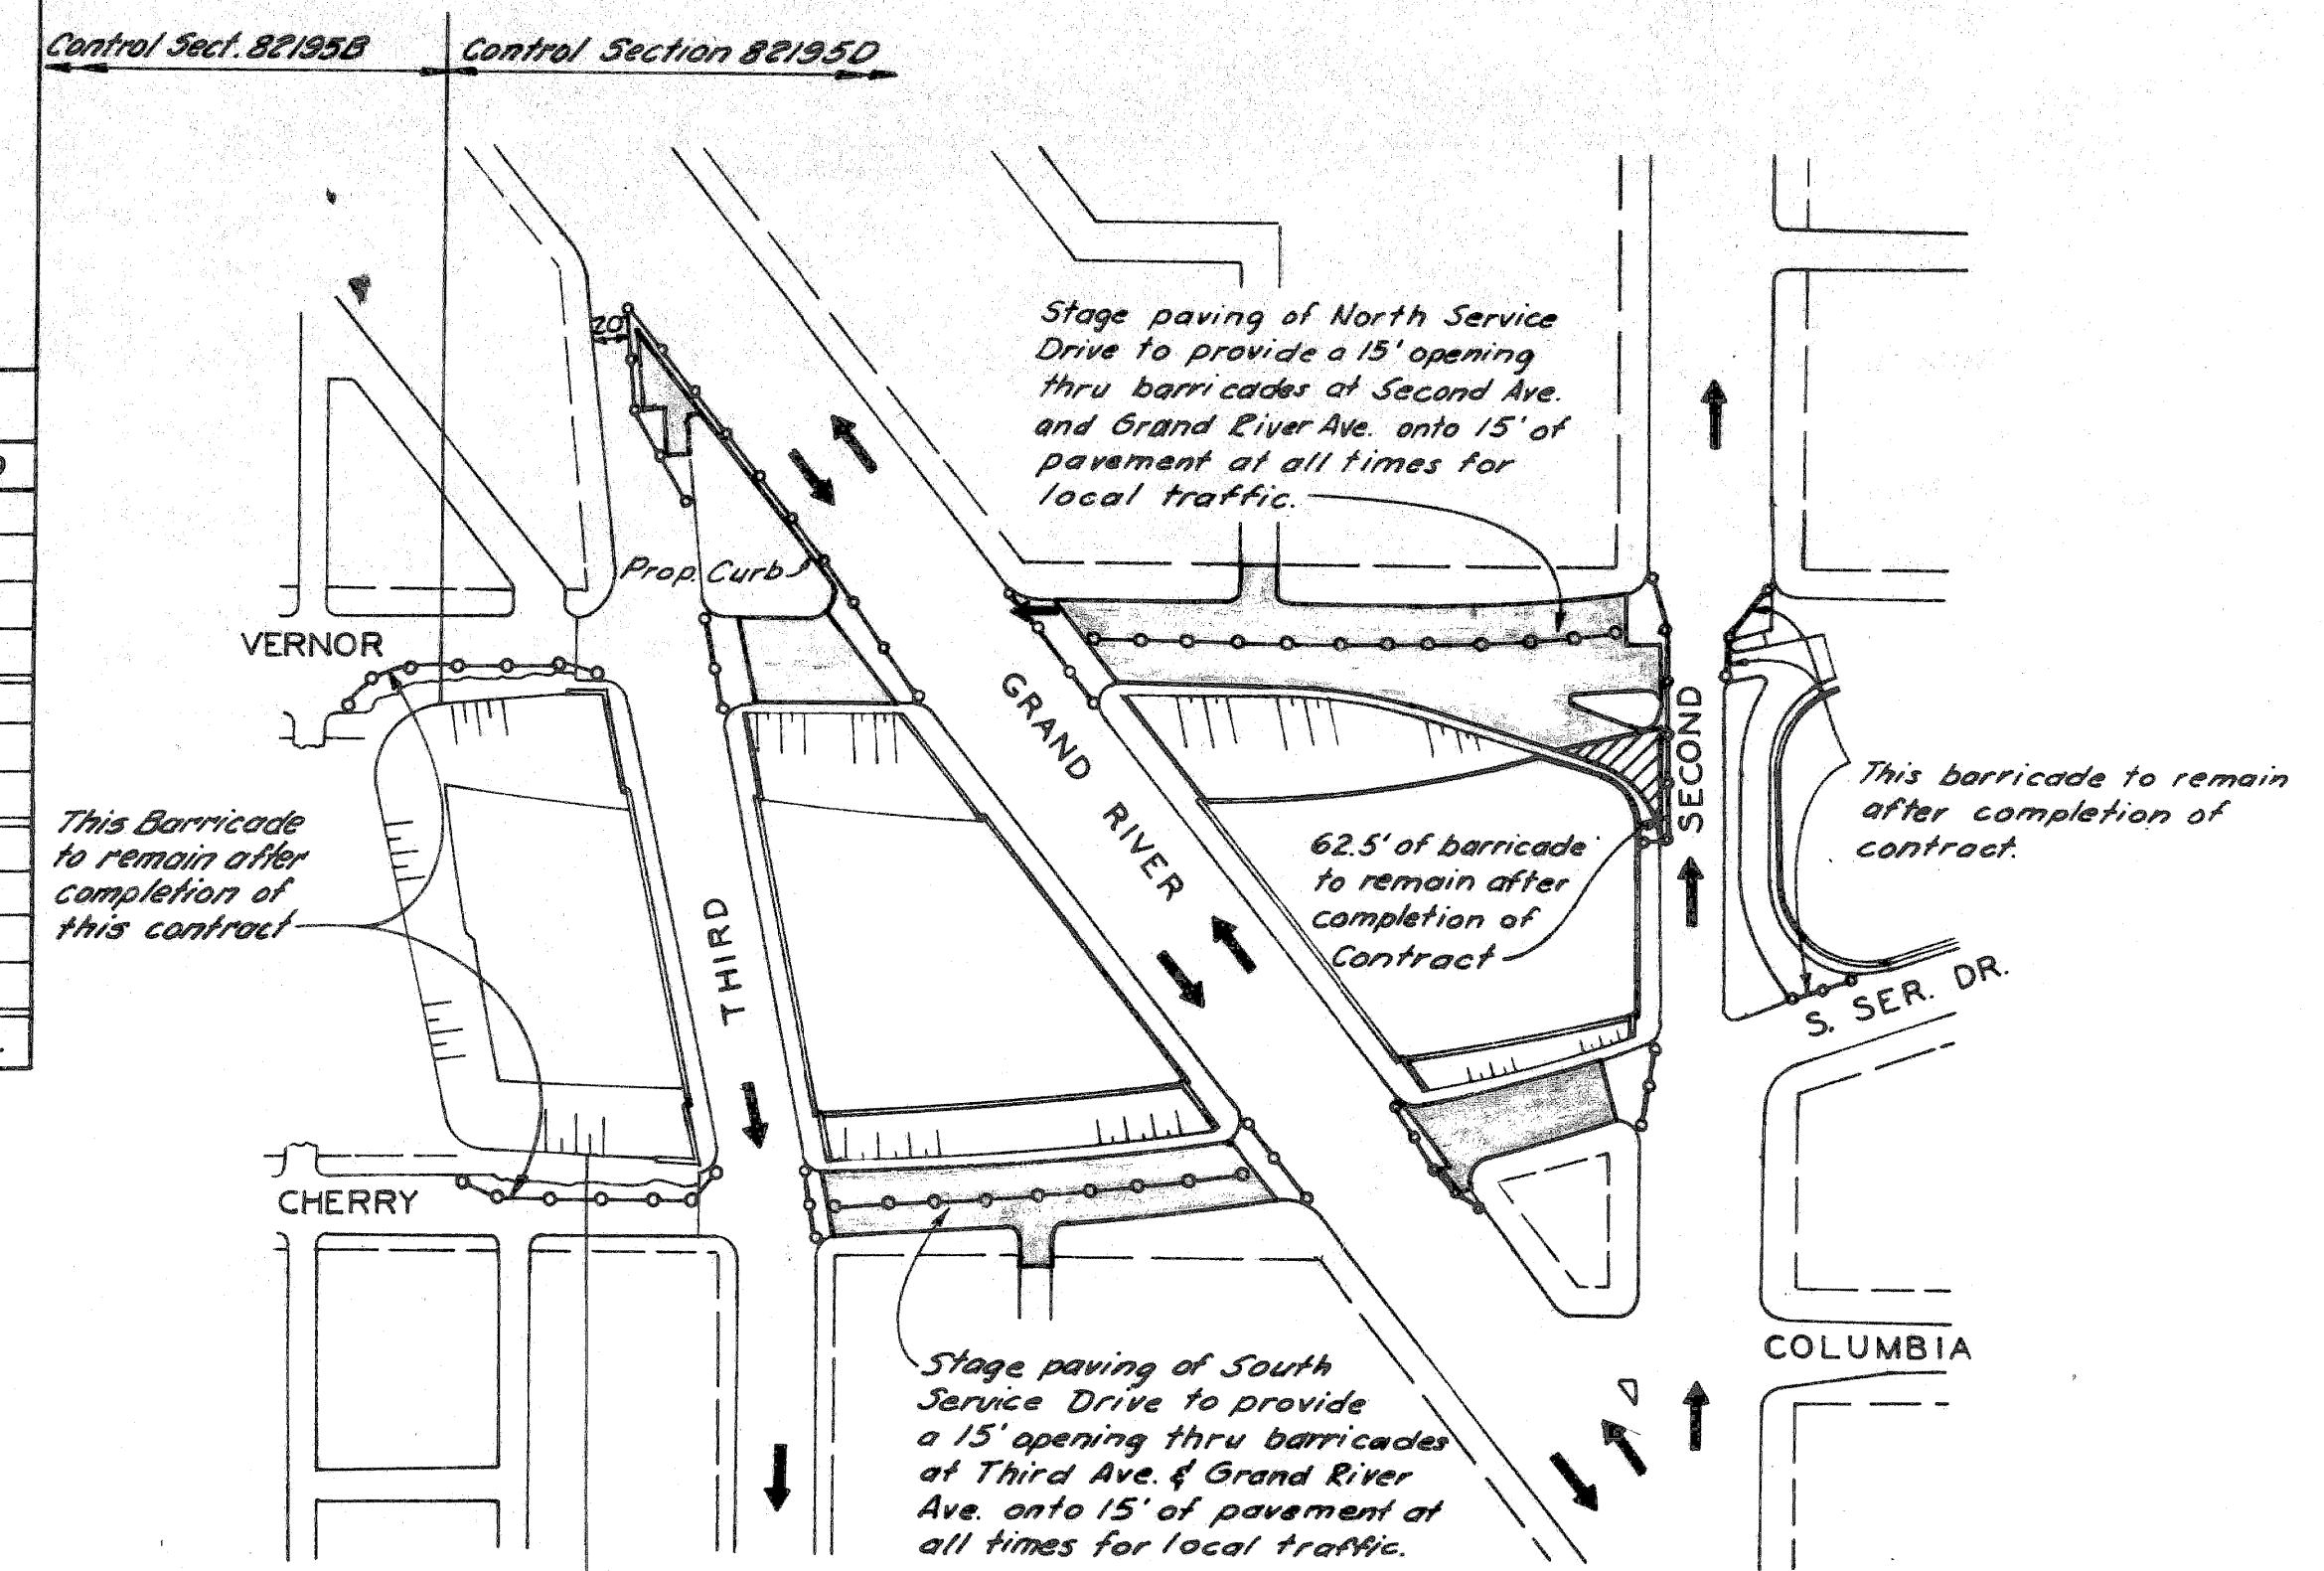 Control Sect. 82195B
Control Section 82195D
20'
Stage paving of North Service
Drive to provide a 15' opening
thru barricades at Second Ave.
and Grand River Ave. onto 15' of
pavement at all times for
local traffic.
Prop. Curb
VERNOR
GRAND RIVER
SECOND
This barricade to remain
after completion of
contract.
This Barricade
to remain after
completion of
this contract
62.5' of barricade
to remain after
completion of
Contract
THIRD
S. SER. DR.
CHERRY
COLUMBIA
Stage paving of South
Service Drive to provide
a 15' opening thru barricades
at Third Ave. & Grand River
Ave. onto 15' of pavement at
all times for local traffic.